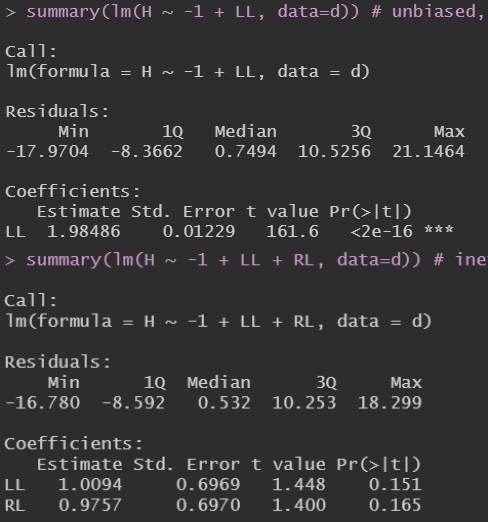 > summary(lm(H ~ -1 + LL, data=d)) # unbiased,
Call:
lm(formula = H ~ -1 + LL, data = d)
Residuals:
Min 1Q Median 3Q Max
-17.9704 -8.3662 0.7494 10.5256 21.1464
Coefficients:
Estimate Std. Error t value Pr(>|t|)
LL 1.98486 0.01229 161.6 <2e-16 ***
> summary(lm(H ~ -1 + LL + RL, data=d)) #
Call:
lm(formula = H ~ -1 + LL + RL, data = d)
Residuals:
Min 1Q Median 3Q Max
-16.780 -8.592 0.532 10.253 18.299
Coefficients:
Estimate Std. Error t value Pr(>|t|)
LL 1.0094 0.6969 1.448 0.151
RL 0.9757 0.6970 1.400 0.165